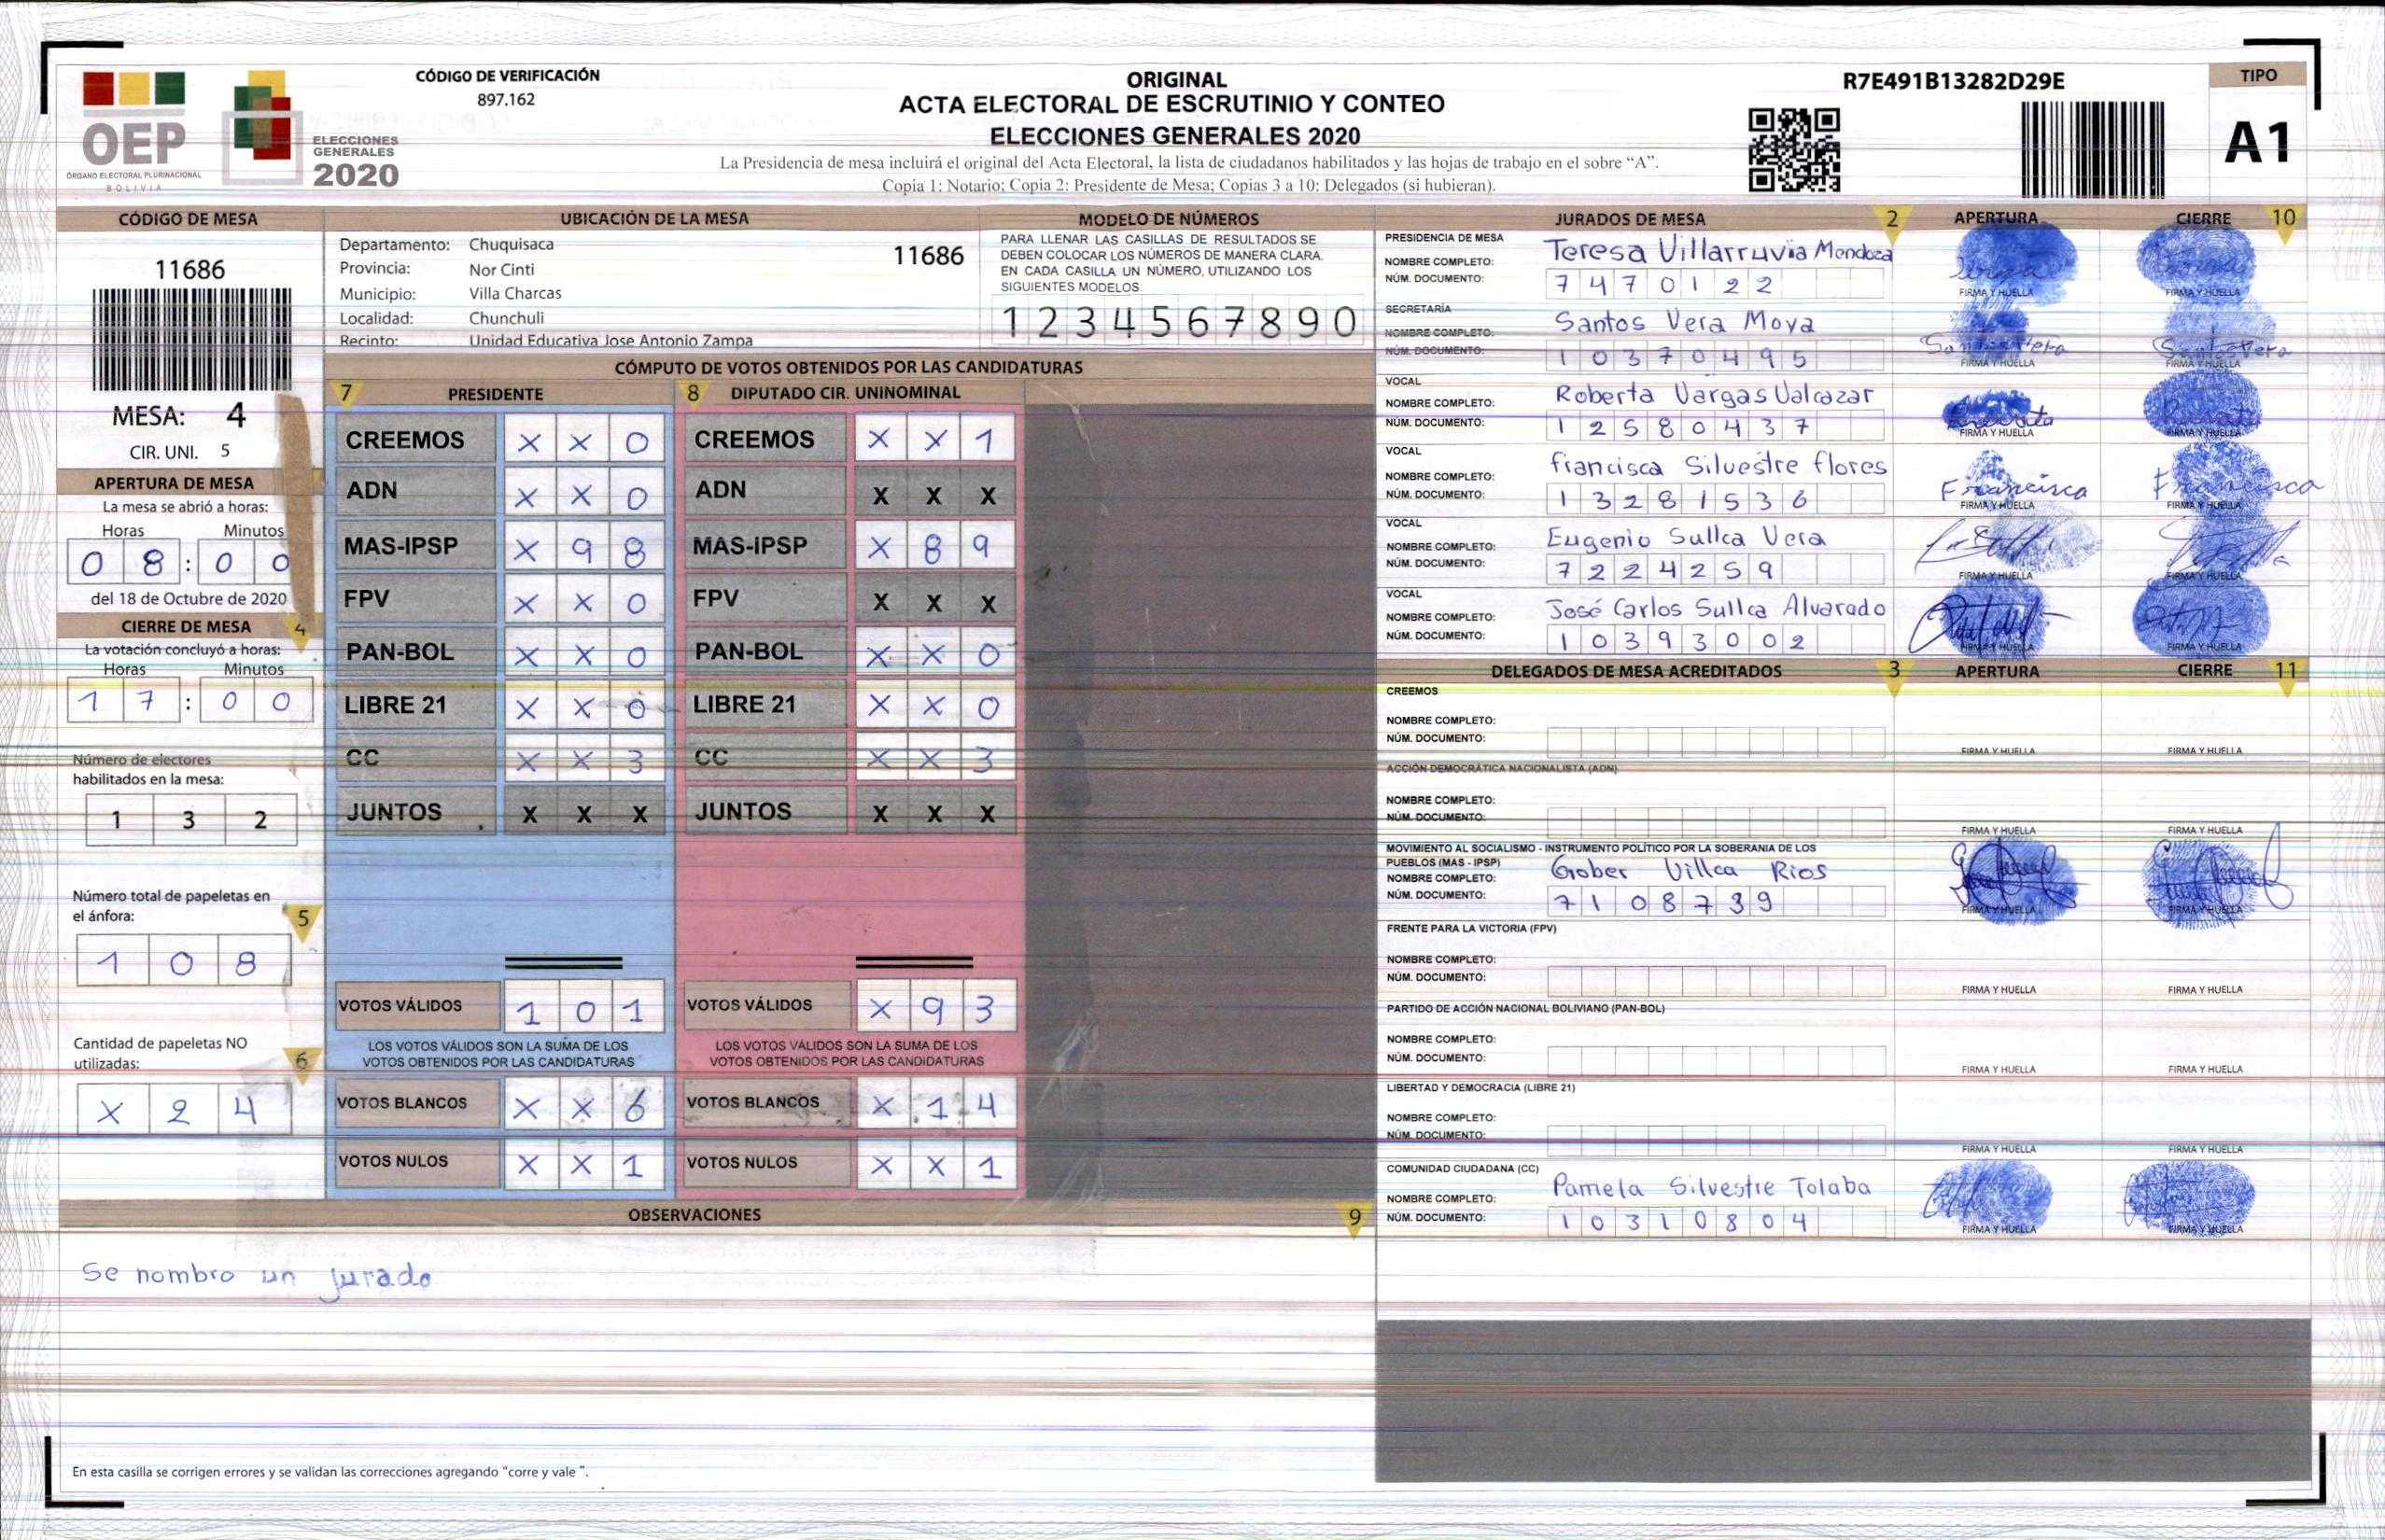 OEP
ÓRGANO ELECTORAL PLURINACIONAL
BOLIVIA
ELECCIONES
GENERALES
2020
CÓDIGO DE VERIFICACIÓN
897.162
ORIGINAL
ACTA ELECTORAL DE ESCRUTINIO Y CONTEO
ELECCIONES GENERALES 2020
La Presidencia de mesa incluirá el original del Acta Electoral, la lista de ciudadanos habilitados y las hojas de trabajo en el sobre “A”.
Copia 1: Notario; Copia 2: Presidente de Mesa; Copias 3 a 10: Delegados (si hubieran).
R7E491B13282D29E
TIPO
A1
CÓDIGO DE MESA
11686
MESA: 4
CIR. UNI. 5
APERTURA DE MESA
La mesa se abrió a horas:
Horas Minutos
0 8 : 0 0
del 18 de Octubre de 2020
CIERRE DE MESA 4
La votación concluyó a horas:
Horas Minutos
1 7 : 0 0
Número de electores
habilitados en la mesa:
1 3 2
Número total de papeletas en
el ánfora: 5
1 0 8
Cantidad de papeletas NO
utilizadas: 6
X 2 4
UBICACIÓN DE LA MESA
Departamento: Chuquisaca 11686
Provincia: Nor Cinti
Municipio: Villa Charcas
Localidad: Chunchuli
Recinto: Unidad Educativa Jose Antonio Zampa
MODELO DE NÚMEROS
PARA LLENAR LAS CASILLAS DE RESULTADOS SE
DEBEN COLOCAR LOS NÚMEROS DE MANERA CLARA.
EN CADA CASILLA UN NÚMERO, UTILIZANDO LOS
SIGUIENTES MODELOS.
1 2 3 4 5 6 7 8 9 0
CÓMPUTO DE VOTOS OBTENIDOS POR LAS CANDIDATURAS
7 PRESIDENTE 8 DIPUTADO CIR. UNINOMINAL
CREEMOS X X 0 CREEMOS X X 1
ADN X X 0 ADN X X X
MAS-IPSP X 9 8 MAS-IPSP X 8 9
FPV X X 0 FPV X X X
PAN-BOL X X 0 PAN-BOL X X 0
LIBRE 21 X X 0 LIBRE 21 X X 0
CC X X 3 CC X X 3
JUNTOS X X X JUNTOS X X X
VOTOS VÁLIDOS 1 0 1 VOTOS VÁLIDOS X 9 3
LOS VOTOS VÁLIDOS SON LA SUMA DE LOS LOS VOTOS VÁLIDOS SON LA SUMA DE LOS
VOTOS OBTENIDOS POR LAS CANDIDATURAS VOTOS OBTENIDOS POR LAS CANDIDATURAS
VOTOS BLANCOS X X 6 VOTOS BLANCOS X 1 4
VOTOS NULOS X X 1 VOTOS NULOS X X 1
OBSERVACIONES 9
Se nombro un jurado
En esta casilla se corrigen errores y se validan las correcciones agregando "corre y vale ".
JURADOS DE MESA 2 APERTURA CIERRE 10
PRESIDENCIA DE MESA
NOMBRE COMPLETO: Teresa Villarruvia Mendoza
NÚM. DOCUMENTO: 7 4 7 0 1 2 2
FIRMA Y HUELLA FIRMA Y HUELLA
SECRETARÍA
NOMBRE COMPLETO: Santos Vera Moya
NÚM. DOCUMENTO: 1 0 3 7 0 4 9 5
Santos Vera Santos Vera
FIRMA Y HUELLA FIRMA Y HUELLA
VOCAL
NOMBRE COMPLETO: Roberta Vargas Valcazar
NÚM. DOCUMENTO: 1 2 5 8 0 4 3 7
FIRMA Y HUELLA FIRMA Y HUELLA
VOCAL
NOMBRE COMPLETO: francisca Silvestre flores
NÚM. DOCUMENTO: 1 3 2 8 1 5 3 6
Francisca Francisca
FIRMA Y HUELLA FIRMA Y HUELLA
VOCAL
NOMBRE COMPLETO: Eugenio Sullca Vera
NÚM. DOCUMENTO: 7 2 2 4 2 5 9
FIRMA Y HUELLA FIRMA Y HUELLA
VOCAL
NOMBRE COMPLETO: José Carlos Sullca Alvarado
NÚM. DOCUMENTO: 1 0 3 9 3 0 0 2
FIRMA Y HUELLA FIRMA Y HUELLA
DELEGADOS DE MESA ACREDITADOS 3 APERTURA CIERRE 11
CREEMOS
NOMBRE COMPLETO:
NÚM. DOCUMENTO:
FIRMA Y HUELLA FIRMA Y HUELLA
ACCIÓN DEMOCRÁTICA NACIONALISTA (ADN)
NOMBRE COMPLETO:
NÚM. DOCUMENTO:
FIRMA Y HUELLA FIRMA Y HUELLA
MOVIMIENTO AL SOCIALISMO - INSTRUMENTO POLÍTICO POR LA SOBERANIA DE LOS
PUEBLOS (MAS - IPSP)
NOMBRE COMPLETO: Gober Villca Rios
NÚM. DOCUMENTO: 7 1 0 8 7 3 9
FIRMA Y HUELLA FIRMA Y HUELLA
FRENTE PARA LA VICTORIA (FPV)
NOMBRE COMPLETO:
NÚM. DOCUMENTO:
FIRMA Y HUELLA FIRMA Y HUELLA
PARTIDO DE ACCIÓN NACIONAL BOLIVIANO (PAN-BOL)
NOMBRE COMPLETO:
NÚM. DOCUMENTO:
FIRMA Y HUELLA FIRMA Y HUELLA
LIBERTAD Y DEMOCRACIA (LIBRE 21)
NOMBRE COMPLETO:
NÚM. DOCUMENTO:
FIRMA Y HUELLA FIRMA Y HUELLA
COMUNIDAD CIUDADANA (CC)
NOMBRE COMPLETO: Pamela Silvestre Tolaba
NÚM. DOCUMENTO: 1 0 3 1 0 8 0 4
FIRMA Y HUELLA FIRMA Y HUELLA